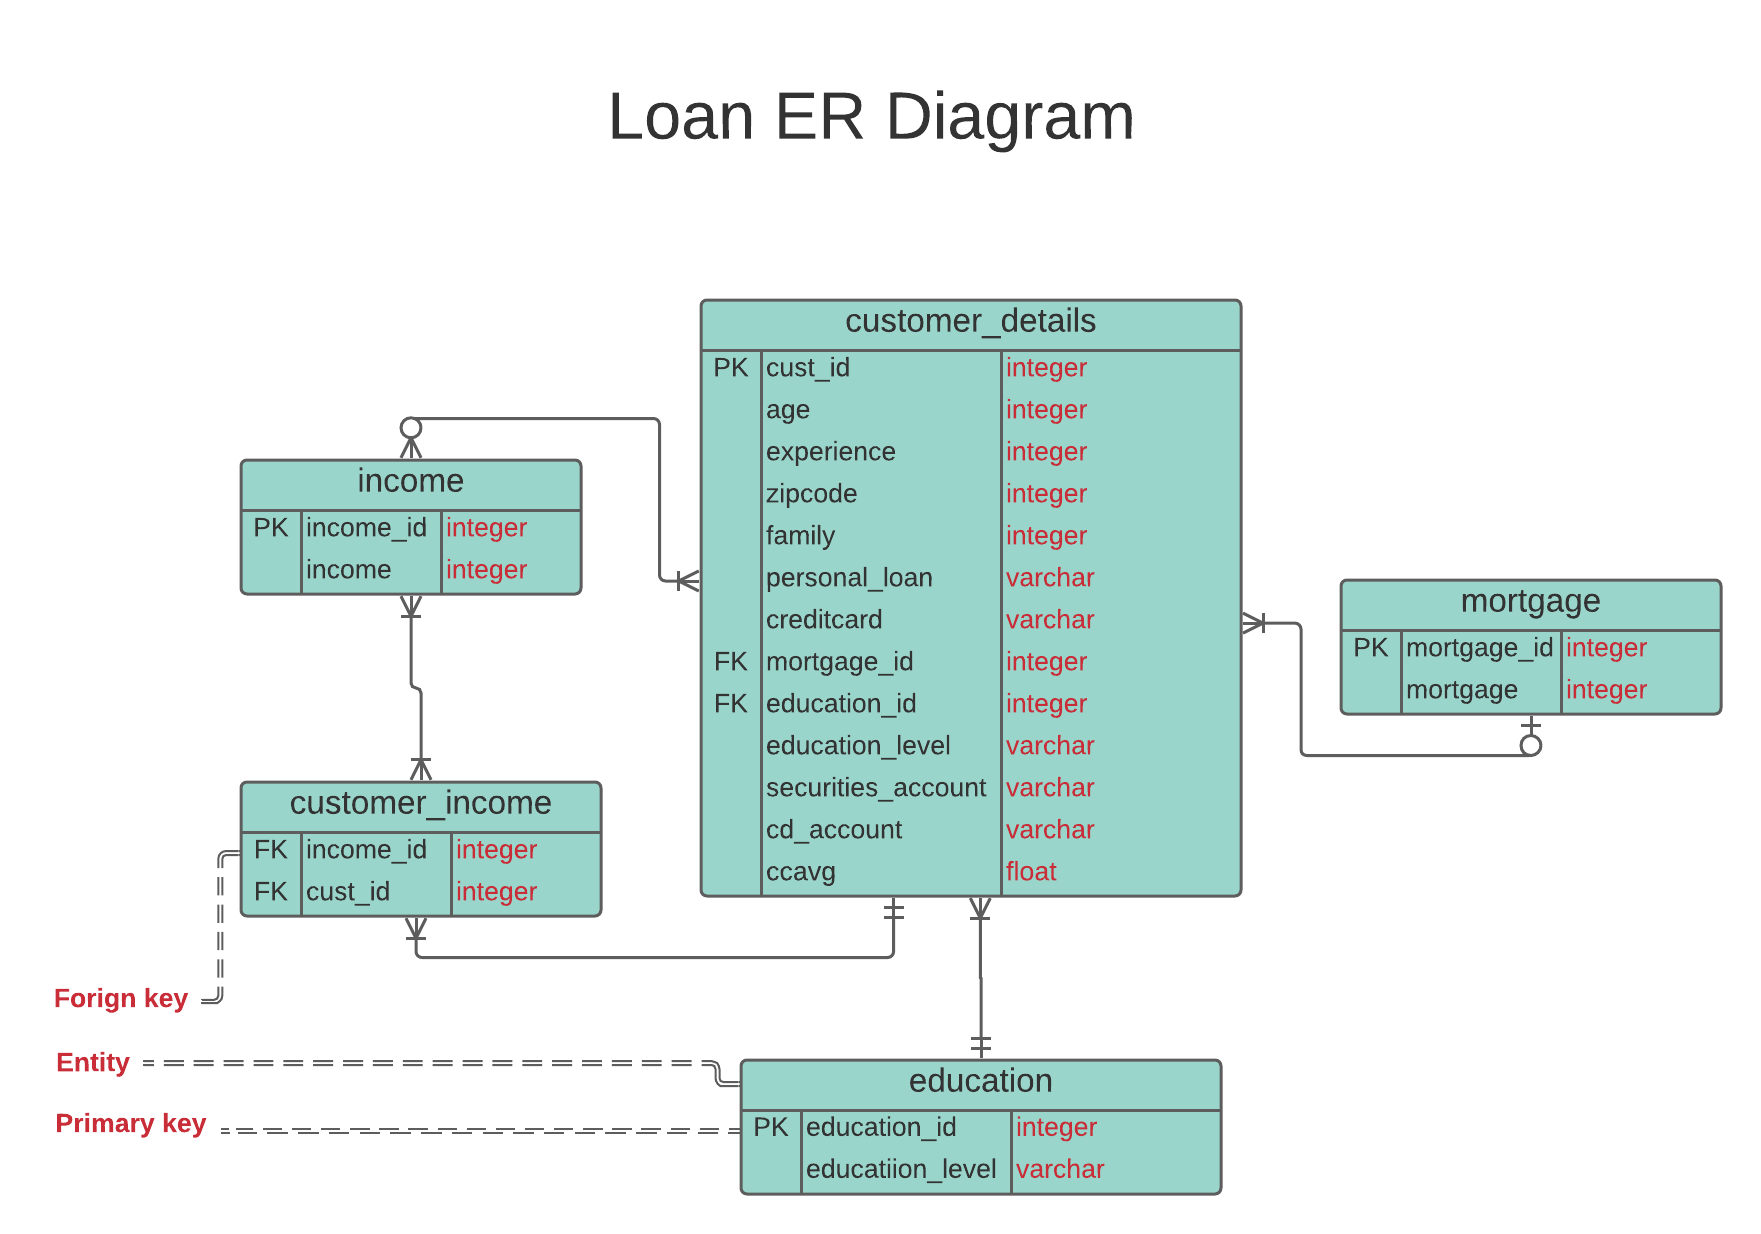 Loan ER Diagram
customer_details
PK cust_id integer
age integer
experience integer
zipcode integer
family integer
personal_loan varchar
creditcard varchar
FK mortgage_id integer
FK education_id integer
education_level varchar
securities_account varchar
cd_account varchar
ccavg float
income
PK income_id integer
income integer
mortgage
PK mortgage_id integer
mortgage integer
customer_income
FK income_id integer
FK cust_id integer
Forign key
Entity
Primary key
education
PK education_id integer
educatiion_level varchar